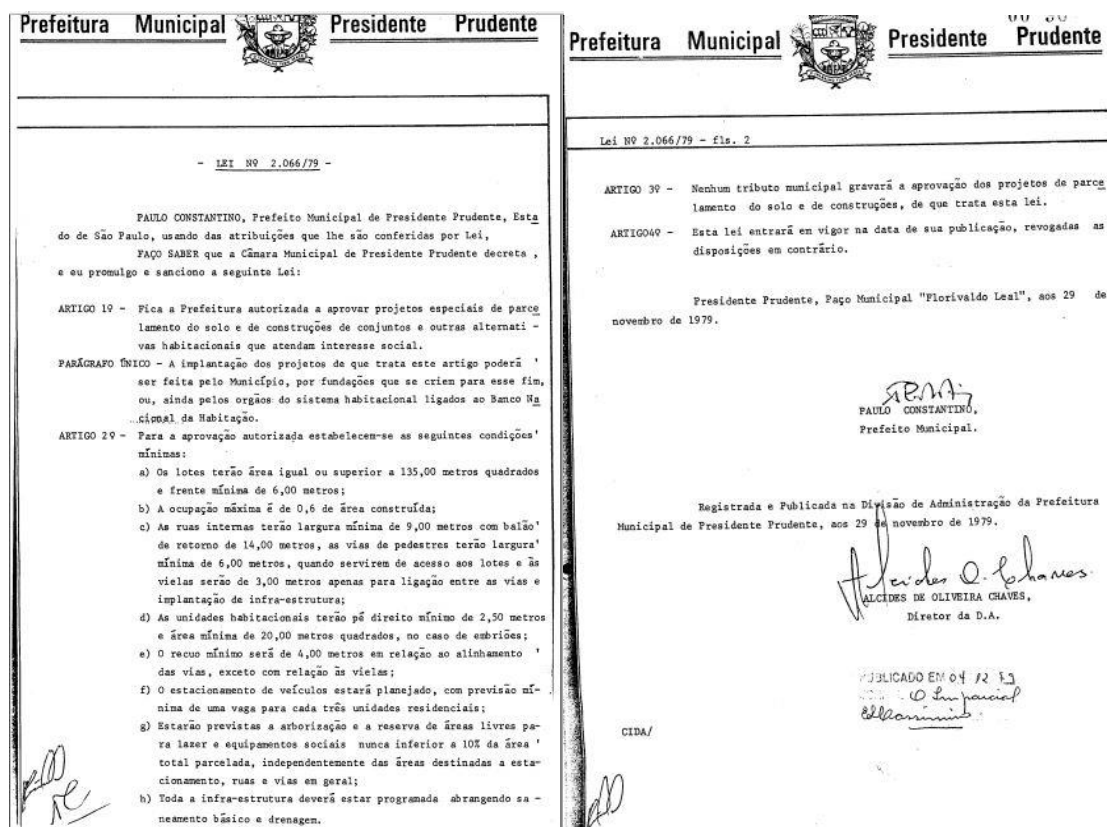 Prefeitura Municipal Presidente Prudente
- LEI Nº 2.066/79 -
PAULO CONSTANTINO, Prefeito Municipal de Presidente Prudente, Esta
do de São Paulo, usando das atribuições que lhe são conferidas por Lei,
FAÇO SABER que a Câmara Municipal de Presidente Prudente decreta ,
e eu promulgo e sanciono a seguinte Lei:
ARTIGO 1º - Fica a Prefeitura autorizada a aprovar projetos especiais de parce
lamento do solo e de construções de conjuntos e outras alternati -
vas habitacionais que atendam interesse social.
PARÁGRAFO ÚNICO - A implantação dos projetos de que trata este artigo poderá '
ser feita pelo Município, por fundações que se criem para esse fim,
ou, ainda pelos orgãos do sistema habitacional ligados ao Banco Na
cional da Habitação.
ARTIGO 2º - Para a aprovação autorizada estabelecem-se as seguintes condições'
mínimas:
a) Os lotes terão área igual ou superior a 135,00 metros quadrados
e frente mínima de 6,00 metros;
b) A ocupação máxima é de 0,6 de área construída;
c) As ruas internas terão largura mínima de 9,00 metros com balão'
de retorno de 14,00 metros, as vias de pedestres terão largura'
mínima de 6,00 metros, quando servirem de acesso aos lotes e às
vielas serão de 3,00 metros apenas para ligação entre as vias e
implantação de infra-estrutura;
d) As unidades habitacionais terão pé direito mínimo de 2,50 metros
e área mínima de 20,00 metros quadrados, no caso de embriões;
e) O recuo mínimo será de 4,00 metros em relação ao alinhamento '
das vias, exceto com relação às vielas;
f) O estacionamento de veículos estará planejado, com previsão mí-
nima de uma vaga para cada três unidades residenciais;
g) Estarão previstas a arborização e a reserva de áreas livres pa-
ra lazer e equipamentos sociais nunca inferior a 10% da área '
total parcelada, independentemente das áreas destinadas a esta-
cionamento, ruas e vias em geral;
h) Toda a infra-estrutura deverá estar programada abrangendo sa -
neamento básico e drenagem.
Prefeitura Municipal Presidente Prudente
Lei Nº 2.066/79 - fls. 2
ARTIGO 3º - Nenhum tributo municipal gravará a aprovação dos projetos de parce
lamento do solo e de construções, de que trata esta lei.
ARTIGO4º - Esta lei entrará em vigor na data de sua publicação, revogadas as
disposições em contrário.
Presidente Prudente, Paço Municipal "Florivaldo Leal", aos 29 de
novembro de 1979.
PAULO CONSTANTINO,
Prefeito Municipal.
Registrada e Publicada na Divisão de Administração da Prefeitura
Municipal de Presidente Prudente, aos 29 de novembro de 1979.
Alcides O. Chaves.
ALCIDES DE OLIVEIRA CHAVES,
Diretor da D.A.
PUBLICADO EM 04 12 79
O Imparcial
CIDA/